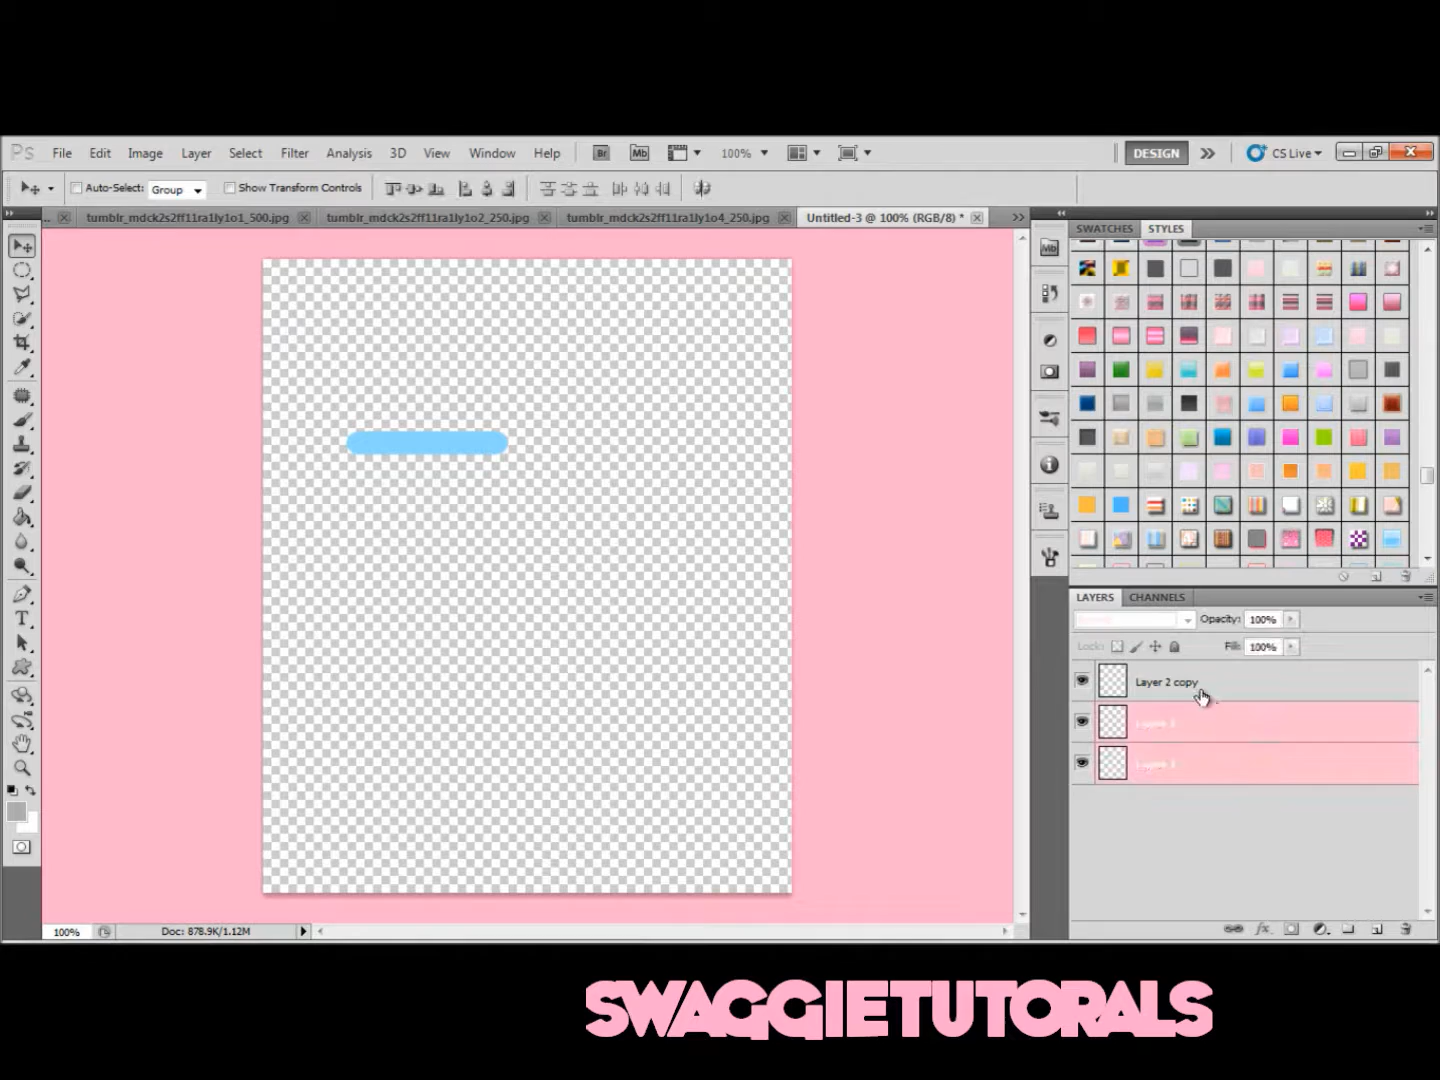 Ps File Edit Image Layer Select Filter Analysis 3D View Window Help Br Mb 100% DESIGN CS Live
Auto-Select: Group Show Transform Controls
tumblr_mdck2s2ff11ra1ly1o1_500.jpg tumblr_mdck2s2ff11ra1ly1o2_250.jpg tumblr_mdck2s2ff11ra1ly1o4_250.jpg Untitled-3 @ 100% (RGB/8) *
SWATCHES STYLES
Mb
LAYERS CHANNELS
Opacity: 100%
Lock: Fill: 100%
Layer 2 copy
100% Doc: 878.9K/1.12M
SWAGGIETUTORALS